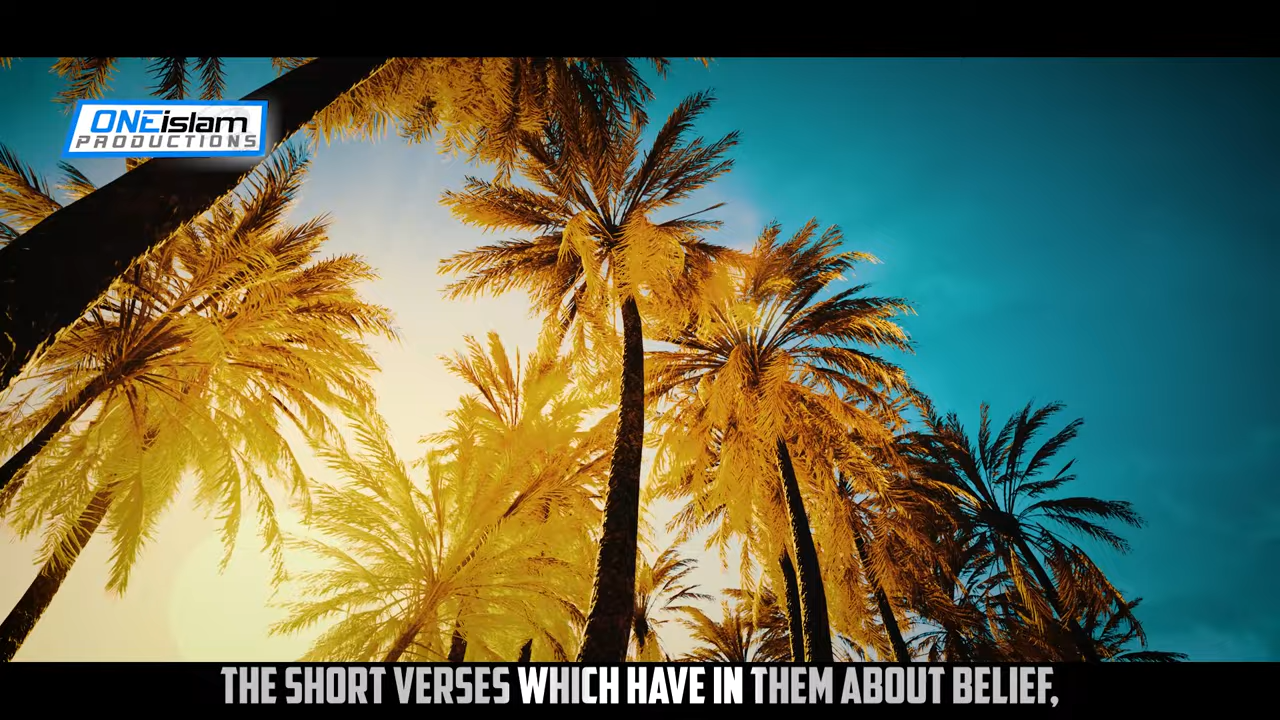 ONEislam
PRODUCTIONS
THE SHORT VERSES WHICH HAVE IN THEM ABOUT BELIEF,